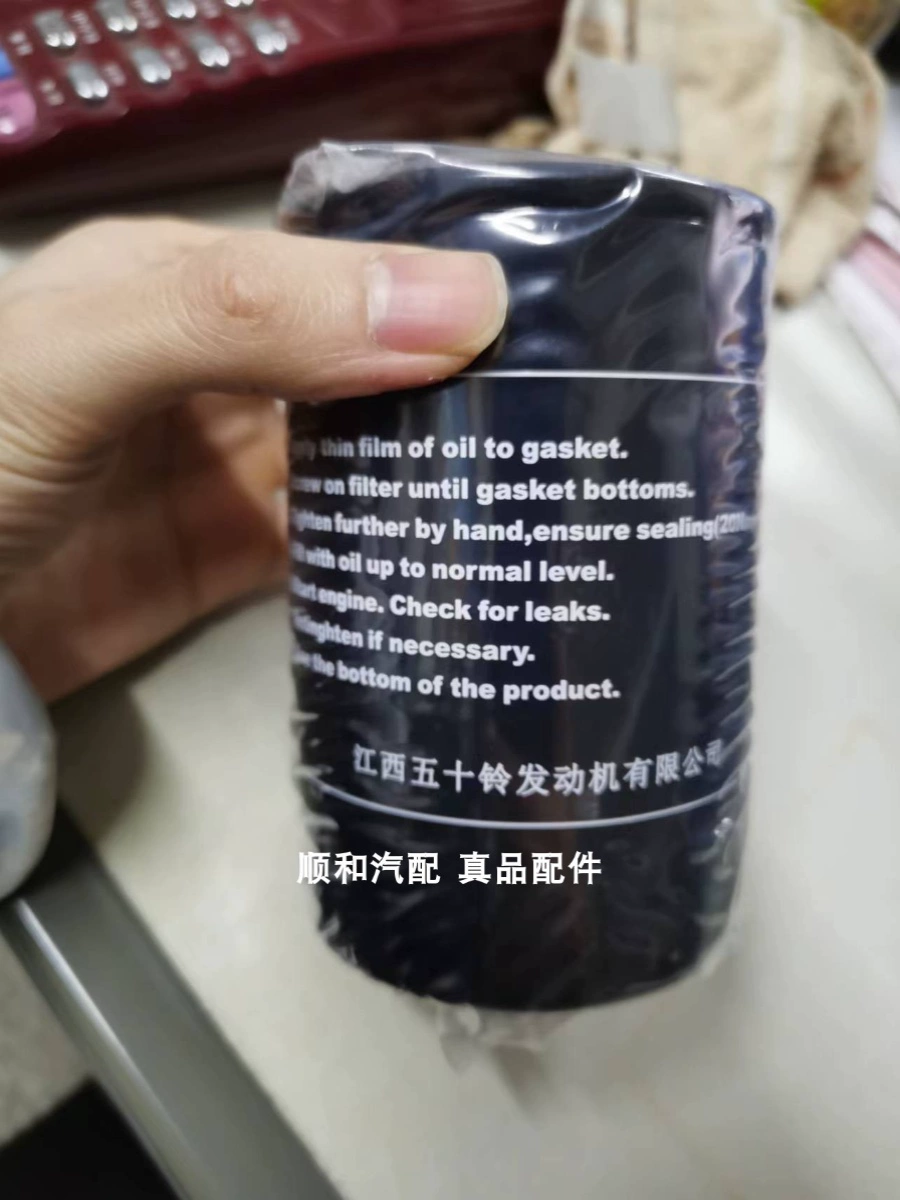 thin film of oil to gasket.
on filter until gasket bottoms.
further by hand,ensure sealing(20
with oil up to normal level.
engine. Check for leaks.
if necessary.
the bottom of the product.
江西五十铃发动机有限公司
顺和汽配 真品配件